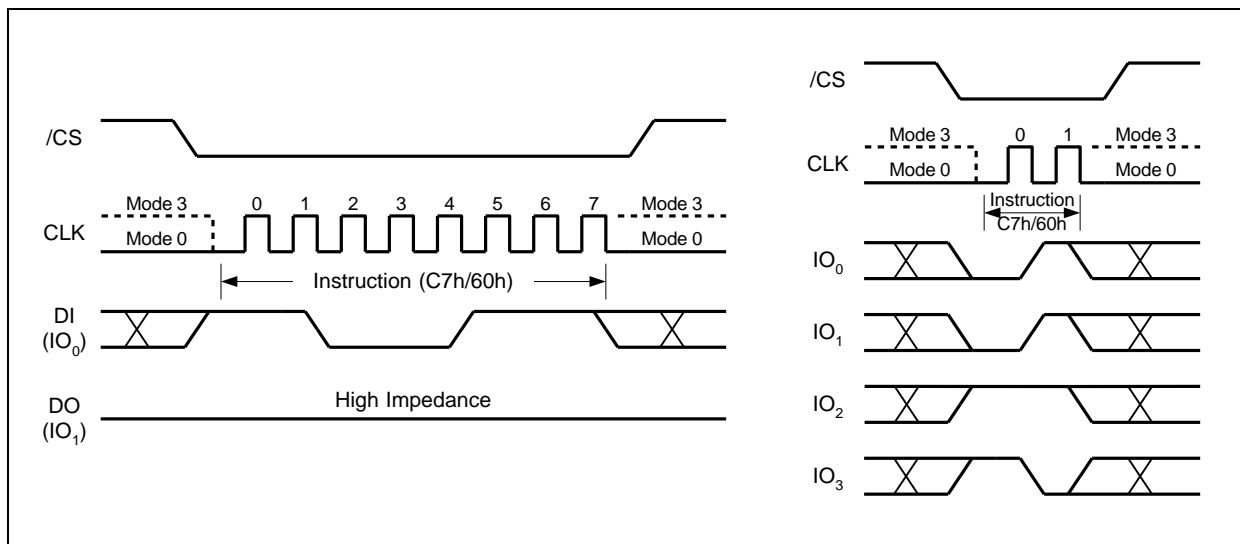 /CS
Mode 3 0 1 2 3 4 5 6 7 Mode 3
CLK Mode 0 Mode 0
Instruction (C7h/60h)
DI
(IO0)
High Impedance
DO
(IO1)
/CS
Mode 3 0 1 Mode 3
CLK Mode 0 Mode 0
Instruction
C7h/60h
IO0
IO1
IO2
IO3